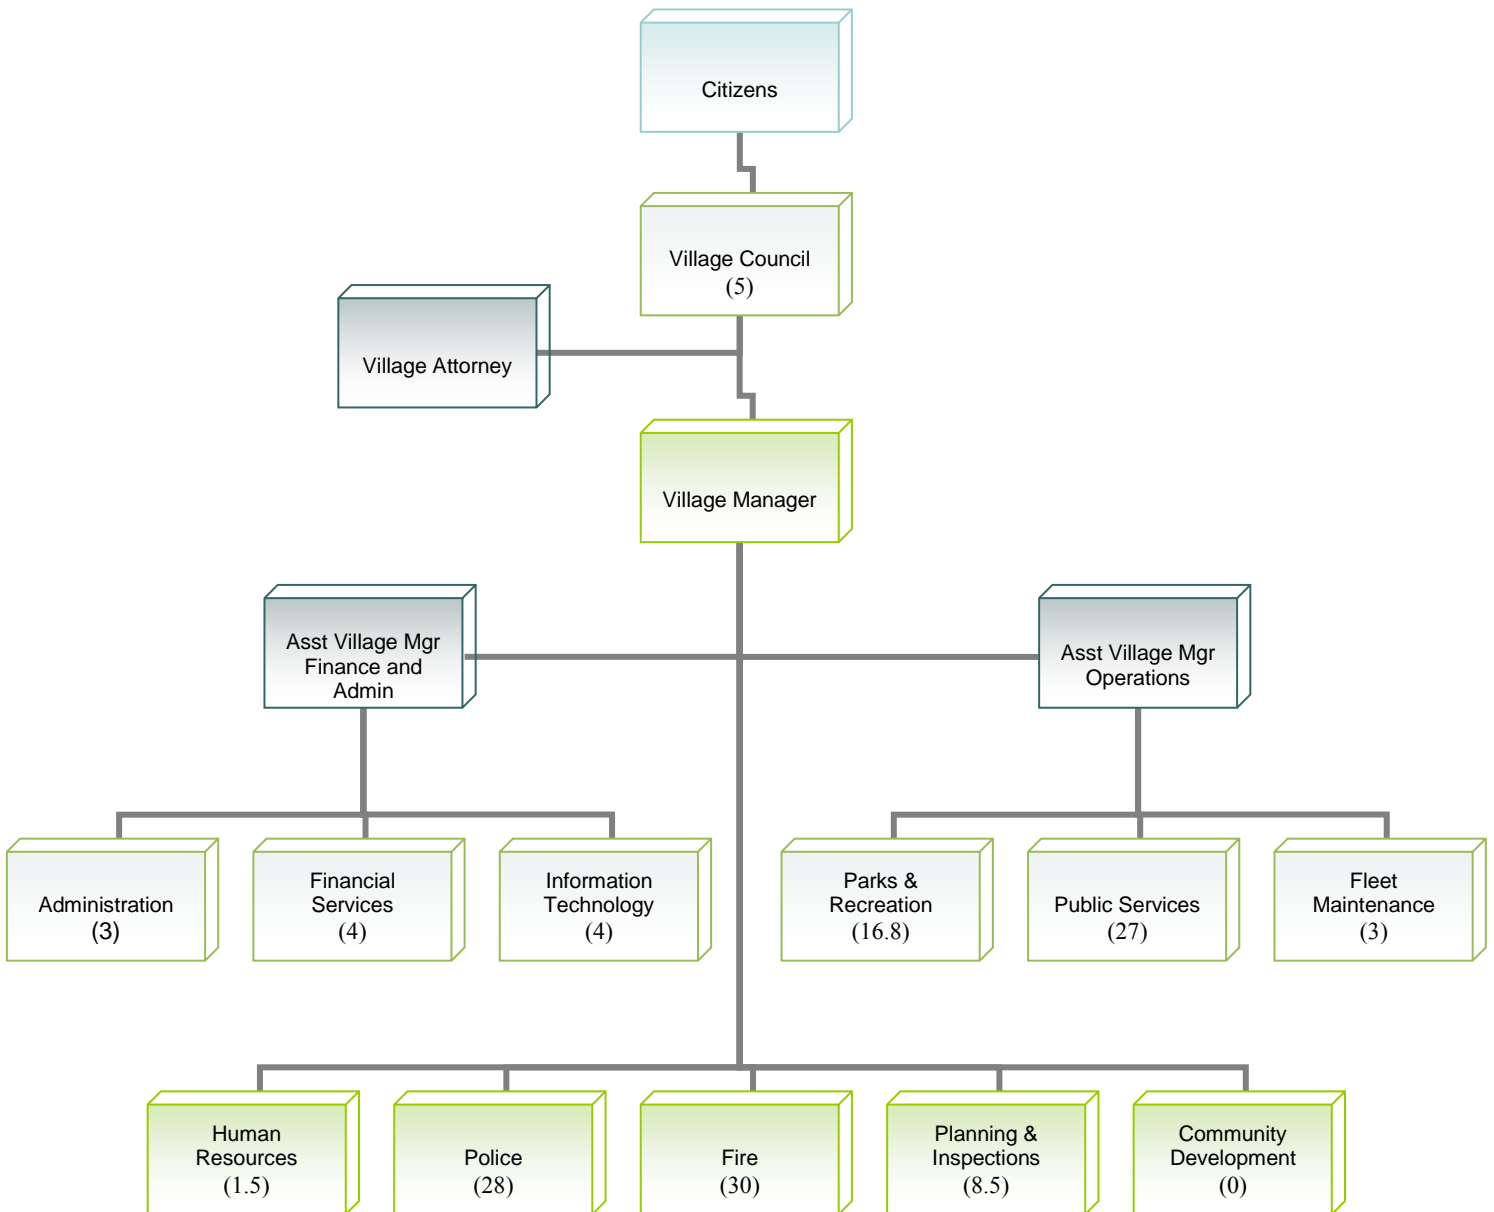 Citizens
Village Council
(5)
Village Attorney
Village Manager
Asst Village Mgr
Finance and
Admin
Asst Village Mgr
Operations
Administration
(3)
Financial
Services
(4)
Information
Technology
(4)
Parks &
Recreation
(16.8)
Public Services
(27)
Fleet
Maintenance
(3)
Human
Resources
(1.5)
Police
(28)
Fire
(30)
Planning &
Inspections
(8.5)
Community
Development
(0)